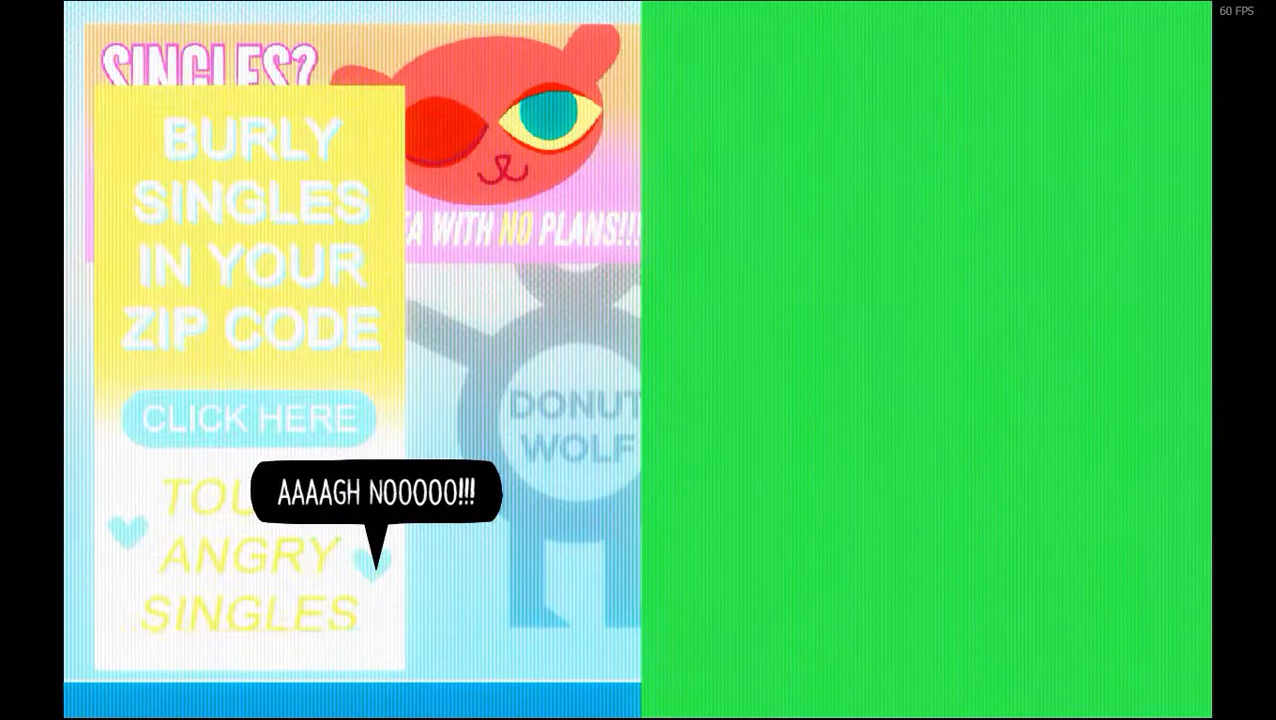 60 FPS
SINGLES?
BURLY
SINGLES
IN YOUR
ZIP CODE
WITH NO PLANS!!!
CLICK HERE
DONUT
WOLF
AAAAGH NOOOOO!!!
ANGRY
SINGLES